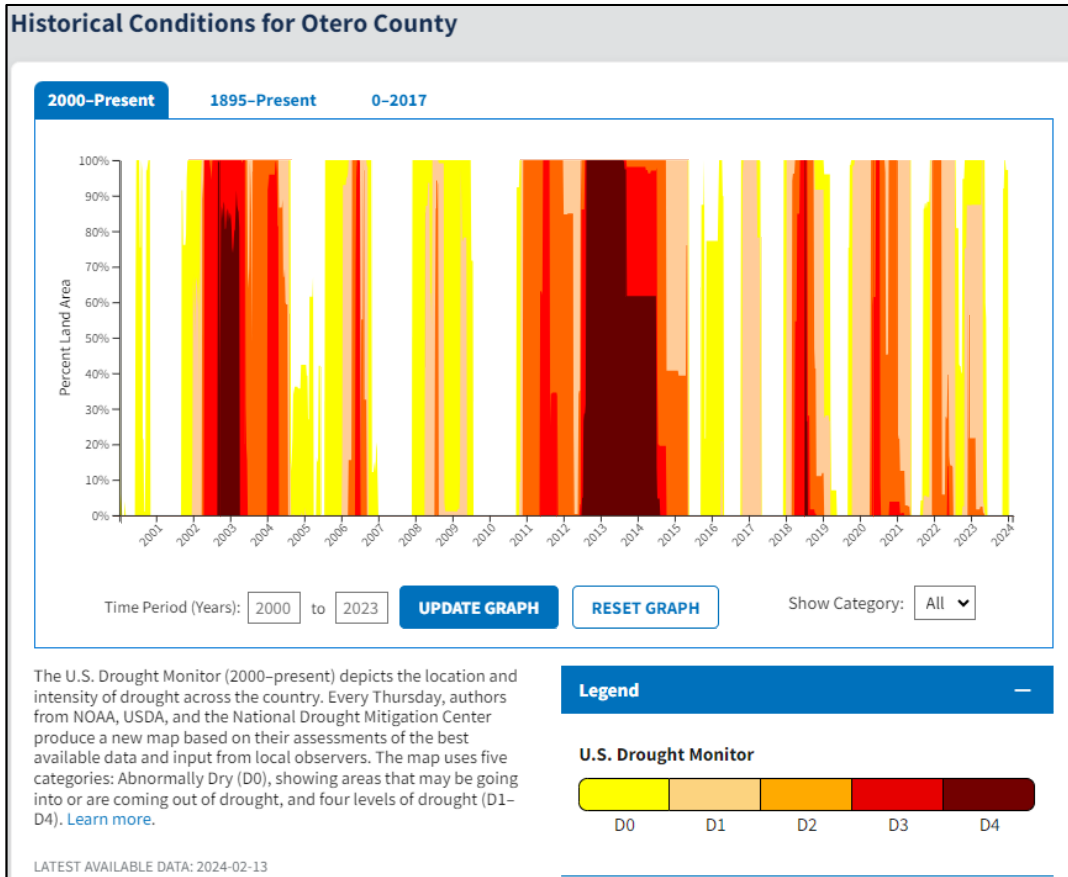 Historical Conditions for Otero County
2000–Present 1895–Present 0–2017
100%
90%
80%
70%
60%
50%
40%
30%
20%
10%
0%
Percent Land Area
2001 2002 2003 2004 2005 2006 2007 2008 2009 2010 2011 2012 2013 2014 2015 2016 2017 2018 2019 2020 2021 2022 2023 2024
Time Period (Years): 2000 to 2023 UPDATE GRAPH RESET GRAPH Show Category: All
The U.S. Drought Monitor (2000–present) depicts the location and
intensity of drought across the country. Every Thursday, authors
from NOAA, USDA, and the National Drought Mitigation Center
produce a new map based on their assessments of the best
available data and input from local observers. The map uses five
categories: Abnormally Dry (D0), showing areas that may be going
into or are coming out of drought, and four levels of drought (D1–
D4). Learn more.
LATEST AVAILABLE DATA: 2024-02-13
Legend
U.S. Drought Monitor
D0 D1 D2 D3 D4